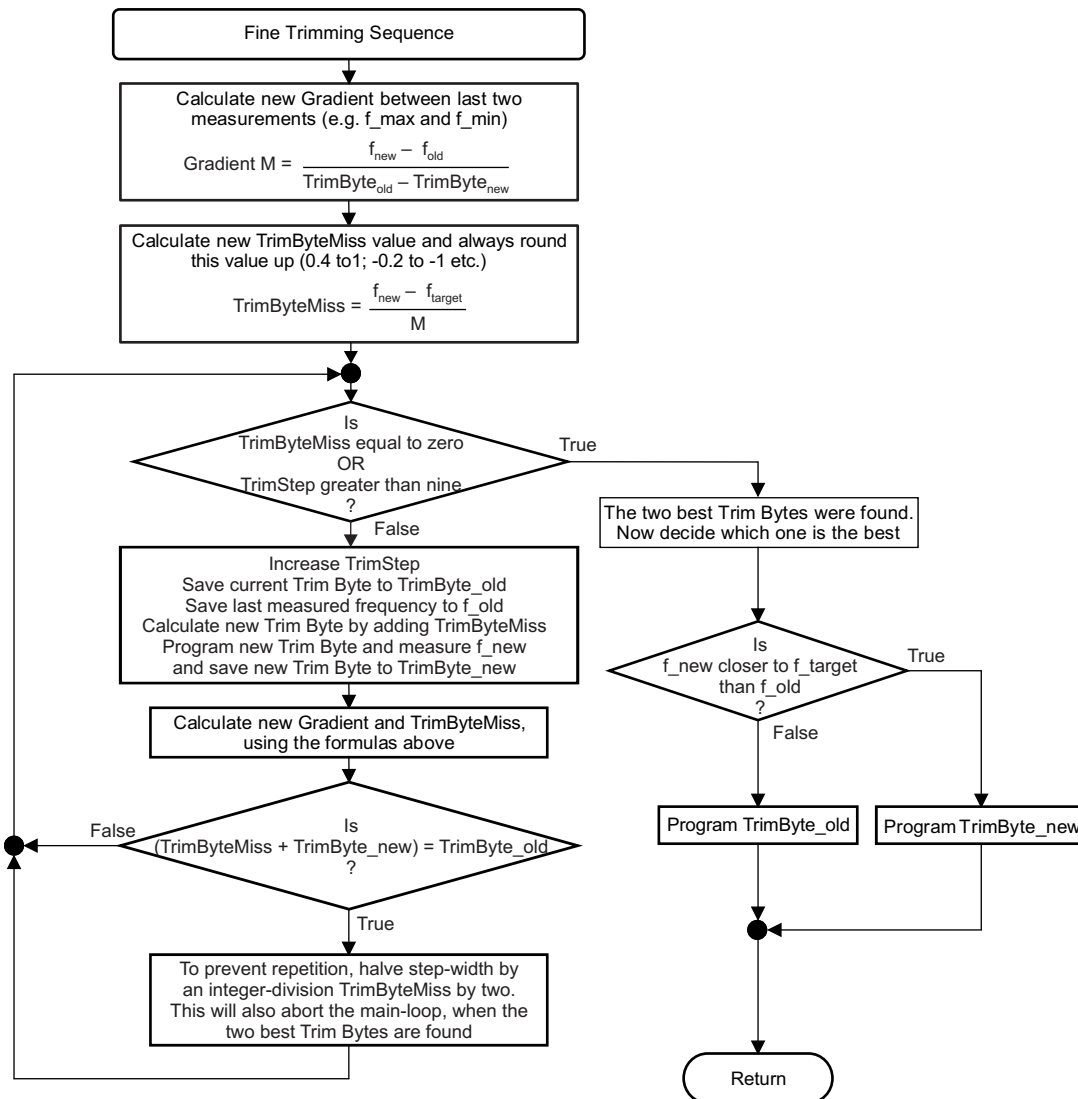 Fine Trimming Sequence
Calculate new Gradient between last two
measurements (e.g. f_max and f_min)
Gradient M = (f_new – f_old) / (TrimByte_old – TrimByte_new)
Calculate new TrimByteMiss value and always round
this value up (0.4 to1; -0.2 to -1 etc.)
TrimByteMiss = (f_new – f_target) / M
Is
TrimByteMiss equal to zero
OR
TrimStep greater than nine
?
True
False
Increase TrimStep
Save current Trim Byte to TrimByte_old
Save last measured frequency to f_old
Calculate new Trim Byte by adding TrimByteMiss
Program new Trim Byte and measure f_new
and save new Trim Byte to TrimByte_new
Calculate new Gradient and TrimByteMiss,
using the formulas above
Is
(TrimByteMiss + TrimByte_new) = TrimByte_old
?
False
True
To prevent repetition, halve step-width by
an integer-division TrimByteMiss by two.
This will also abort the main-loop, when the
two best Trim Bytes are found
The two best Trim Bytes were found.
Now decide which one is the best
Is
f_new closer to f_target
than f_old
?
True
False
Program TrimByte_old
Program TrimByte_new
Return